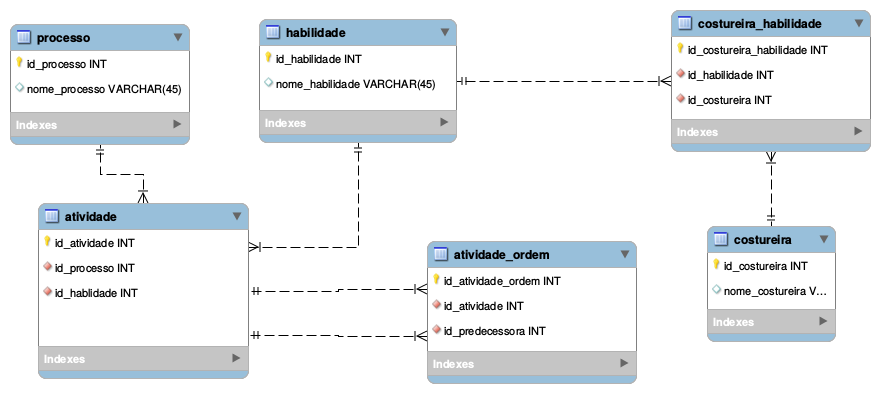 processo
id_processo INT
nome_processo VARCHAR(45)
Indexes
habilidade
id_habilidade INT
nome_habilidade VARCHAR(45)
Indexes
costureira_habilidade
id_costureira_habilidade INT
id_habilidade INT
id_costureira INT
Indexes
atividade
id_atividade INT
id_processo INT
id_hablidade INT
Indexes
atividade_ordem
id_atividade_ordem INT
id_atividade INT
id_predecessora INT
Indexes
costureira
id_costureira INT
nome_costureira V...
Indexes